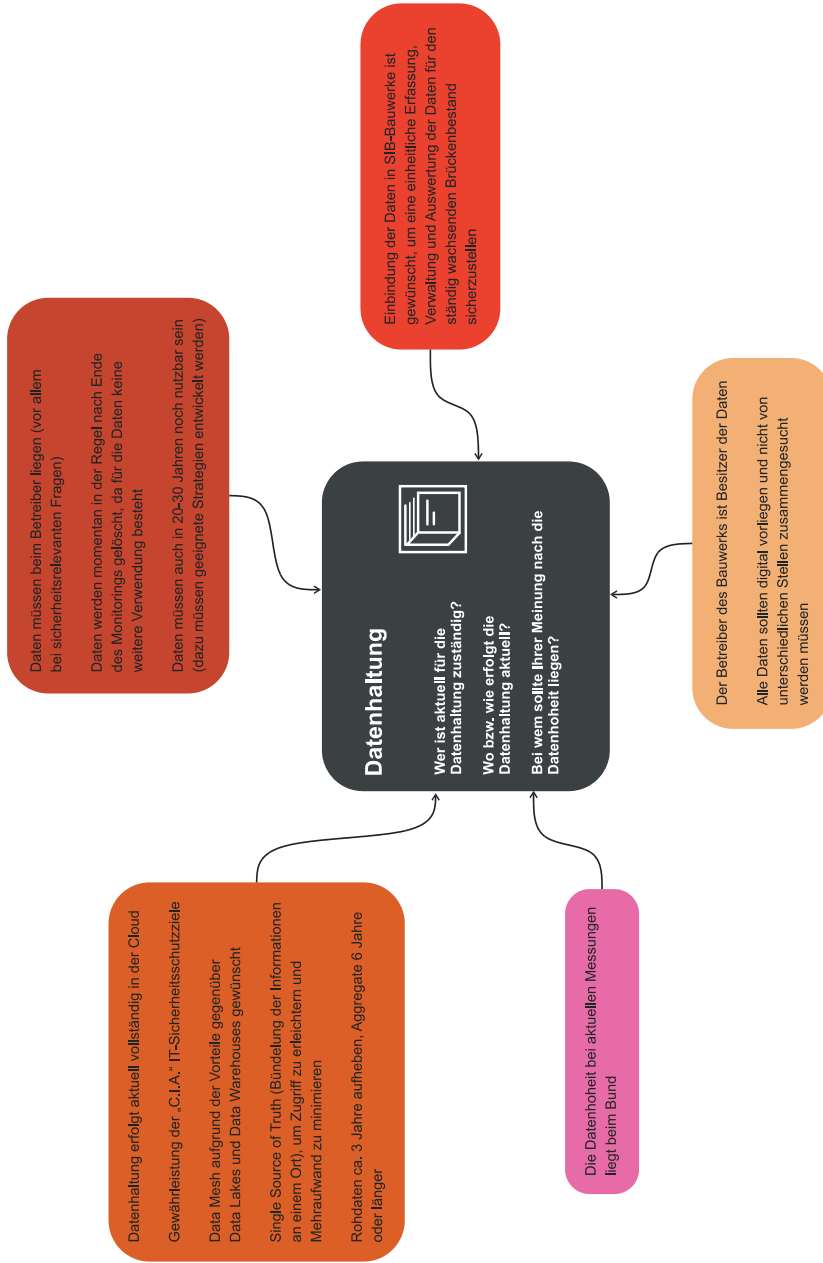 Datenhaltung erfolgt aktuell vollständig in der Cloud
Gewährleistung der „C.I.A.“ IT-Sicherheitsschutzziele
Data Mesh aufgrund der Vorteile gegenüber
Data Lakes und Data Warehouses gewünscht
Single Source of Truth (Bündelung der Informationen
an einem Ort), um Zugriff zu erleichtern und
Mehraufwand zu minimieren
Rohdaten ca. 3 Jahre aufheben, Aggregate 6 Jahre
oder länger
Daten müssen beim Betreiber liegen (vor allem
bei sicherheitsrelevanten Fragen)
Daten werden momentan in der Regel nach Ende
des Monitorings gelöscht, da für die Daten keine
weitere Verwendung besteht
Daten müssen auch in 20-30 Jahren noch nutzbar sein
(dazu müssen geeignete Strategien entwickelt werden)
Datenhaltung
Wer ist aktuell für die
Datenhaltung zuständig?
Wo bzw. wie erfolgt die
Datenhaltung aktuell?
Bei wem sollte Ihrer Meinung nach die
Datenhoheit liegen?
Einbindung der Daten in SIB-Bauwerke ist
gewünscht, um eine einheitliche Erfassung,
Verwaltung und Auswertung der Daten für den
ständig wachsenden Brückenbestand
sicherzustellen
Die Datenhoheit bei aktuellen Messungen
liegt beim Bund
Der Betreiber des Bauwerks ist Besitzer der Daten
Alle Daten sollten digital vorliegen und nicht von
unterschiedlichen Stellen zusammengesucht
werden müssen